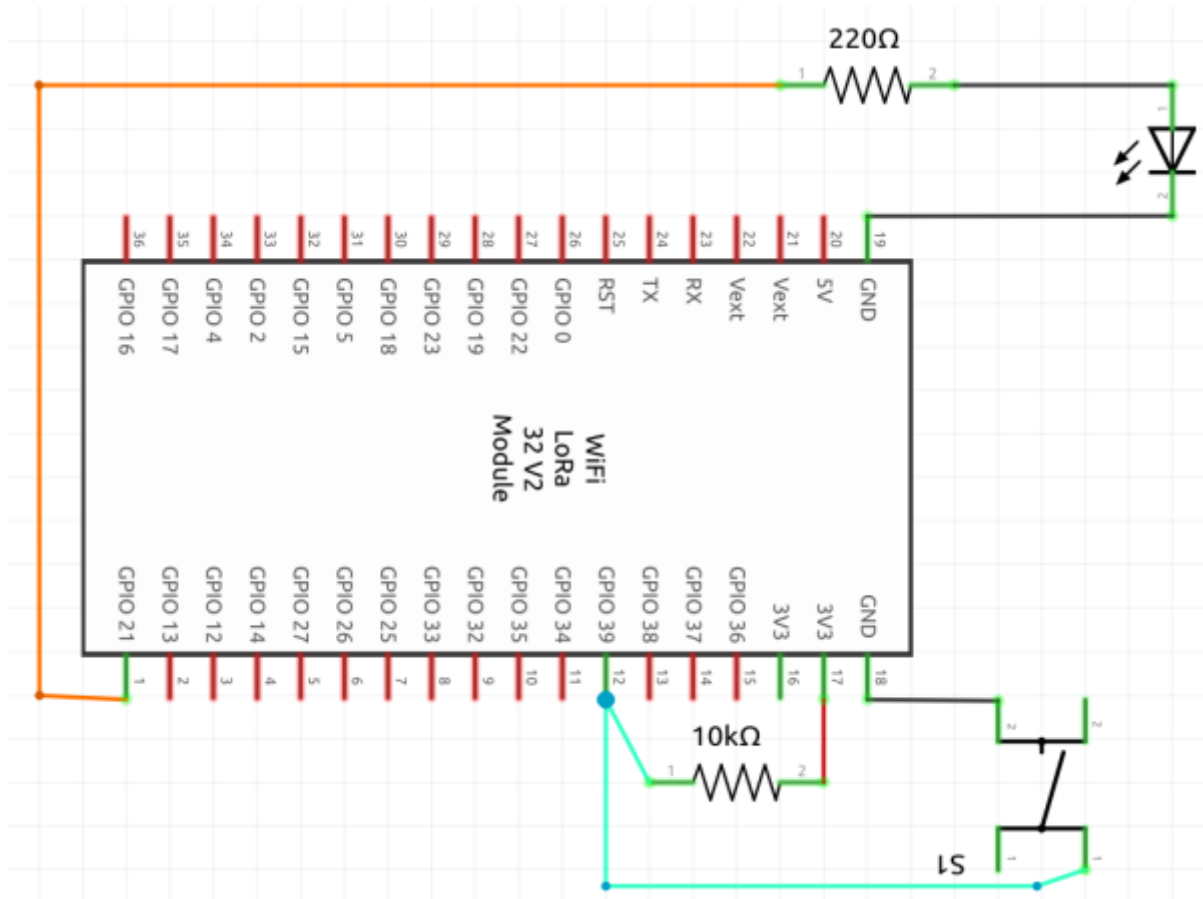 220Ω
1
2
1
2
36
35
34
33
32
31
30
29
28
27
26
25
24
23
22
21
20
19
GPIO 16
GPIO 17
GPIO 4
GPIO 2
GPIO 15
GPIO 5
GPIO 18
GPIO 23
GPIO 19
GPIO 22
GPIO 0
RST
TX
RX
Vext
Vext
5V
GND
WiFi
LoRa
32 V2
Module
GPIO 21
GPIO 13
GPIO 12
GPIO 14
GPIO 27
GPIO 26
GPIO 25
GPIO 33
GPIO 32
GPIO 35
GPIO 34
GPIO 39
GPIO 38
GPIO 37
GPIO 36
3V3
3V3
GND
1
2
3
4
5
6
7
8
9
10
11
12
13
14
15
16
17
18
10kΩ
1
2
2
2
S1
1
1